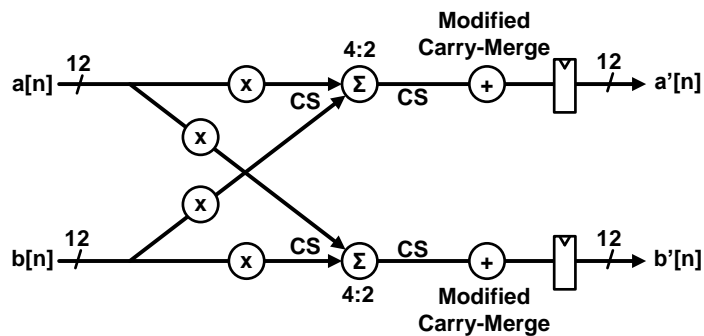 Modified
Carry-Merge
12
4:2
12
a[n]
x
Σ
+
a'[n]
CS
CS
x
x
12
12
b[n]
x
CS
Σ
CS
+
b'[n]
4:2
Modified
Carry-Merge